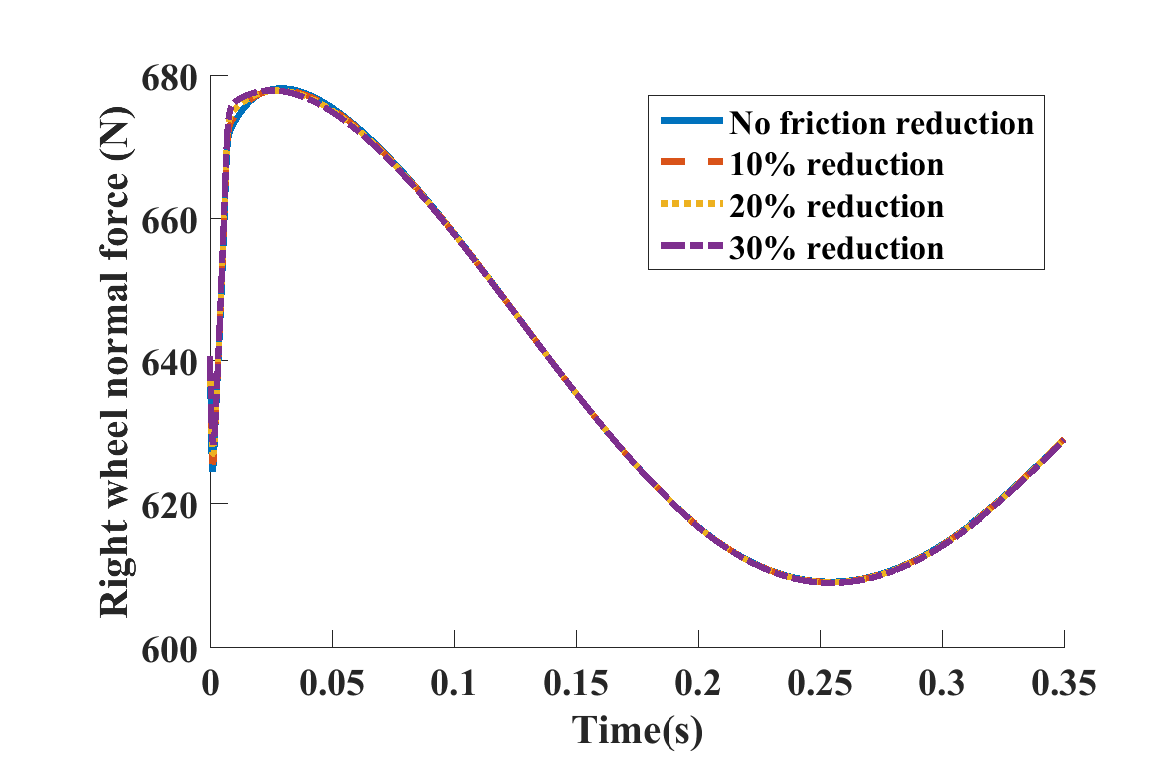 680
660
640
620
600
Right wheel normal force (N)
No friction reduction
10% reduction
20% reduction
30% reduction
0 0.05 0.1 0.15 0.2 0.25 0.3 0.35
Time(s)